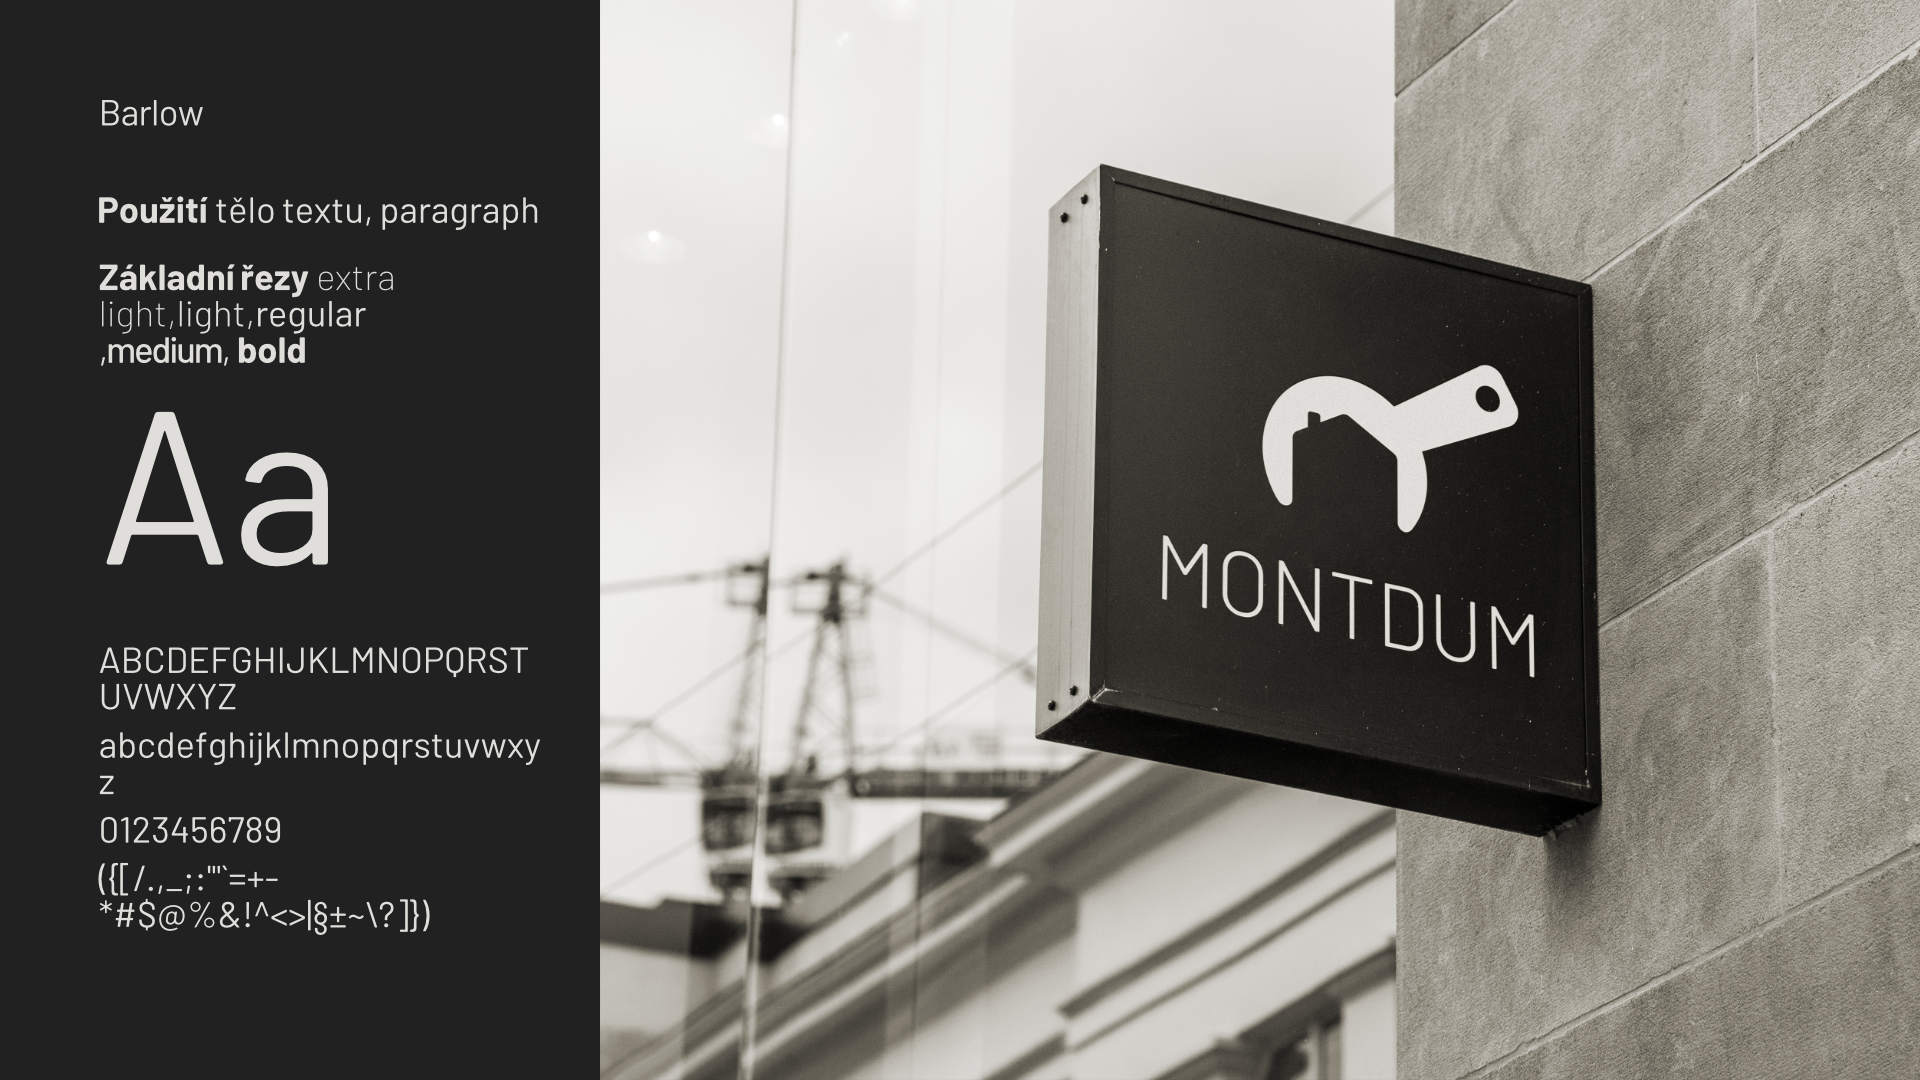 Barlow
Použití tělo textu, paragraph
Základní řezy extra
light,light,regular
,medium, bold
Aa
ABCDEFGHIJKLMNOPQRST
UVWXYZ
abcdefghijklmnopqrstuvwxy
z
0123456789
({[/.,_;:"'`=+-
*#$@%&!^<>|§±~\?]})
MONTDUM